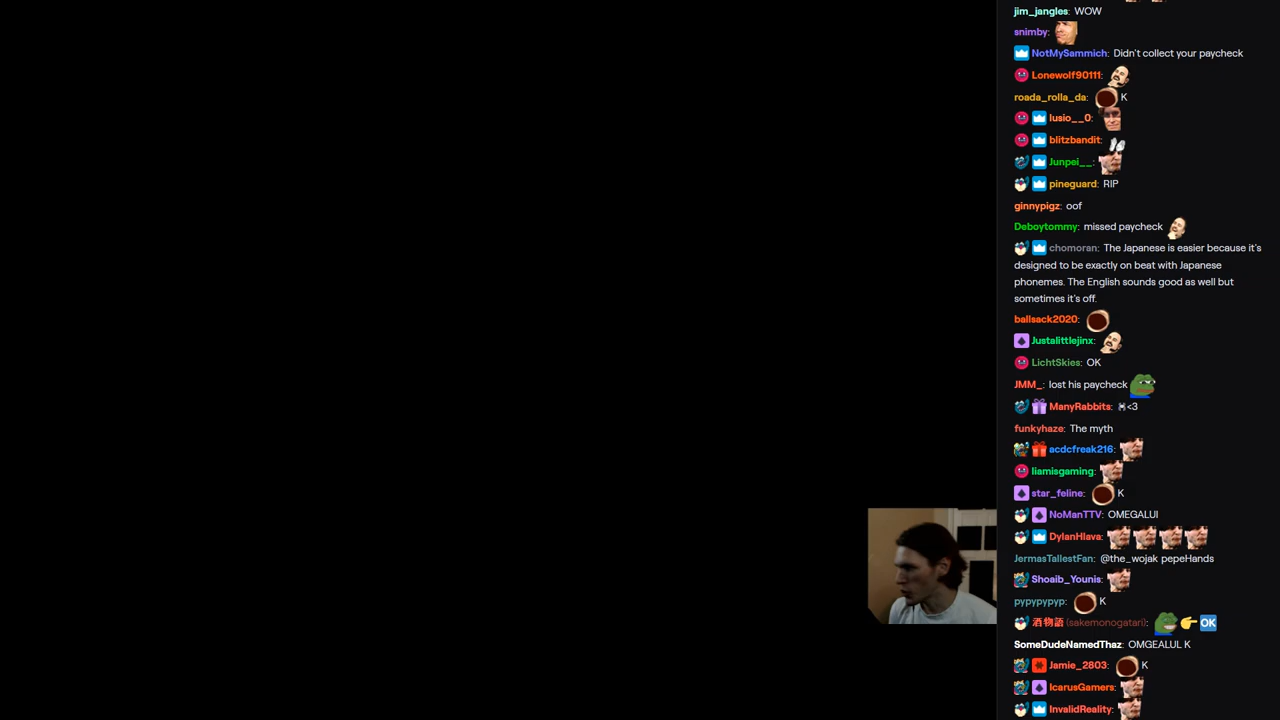 jim_jangles: WOW
snimby:
NotMySammich: Didn't collect your paycheck
Lonewolf90111:
roada_rolla_da: K
lusio__0:
blitzbandit:
Junpei__:
pineguard: RIP
ginnypigz: oof
Deboytommy: missed paycheck
chomoran: The Japanese is easier because it's
designed to be exactly on beat with Japanese
phonemes. The English sounds good as well but
sometimes it's off.
ballsack2020:
Justalittlejinx:
LichtSkies: OK
JMM_: lost his paycheck
ManyRabbits: <3
funkyhaze: The myth
acdcfreak216:
liamisgaming:
star_feline: K
NoManTTV: OMEGALUl
DylanHlava:
JermasTallestFan: @the_wojak pepeHands
Shoaib_Younis:
pypypypyp: K
酒物語 (sakemonogatari): OK
SomeDudeNamedThaz: OMGEALUL K
Jamie_2803: K
IcarusGamers:
InvalidReality: